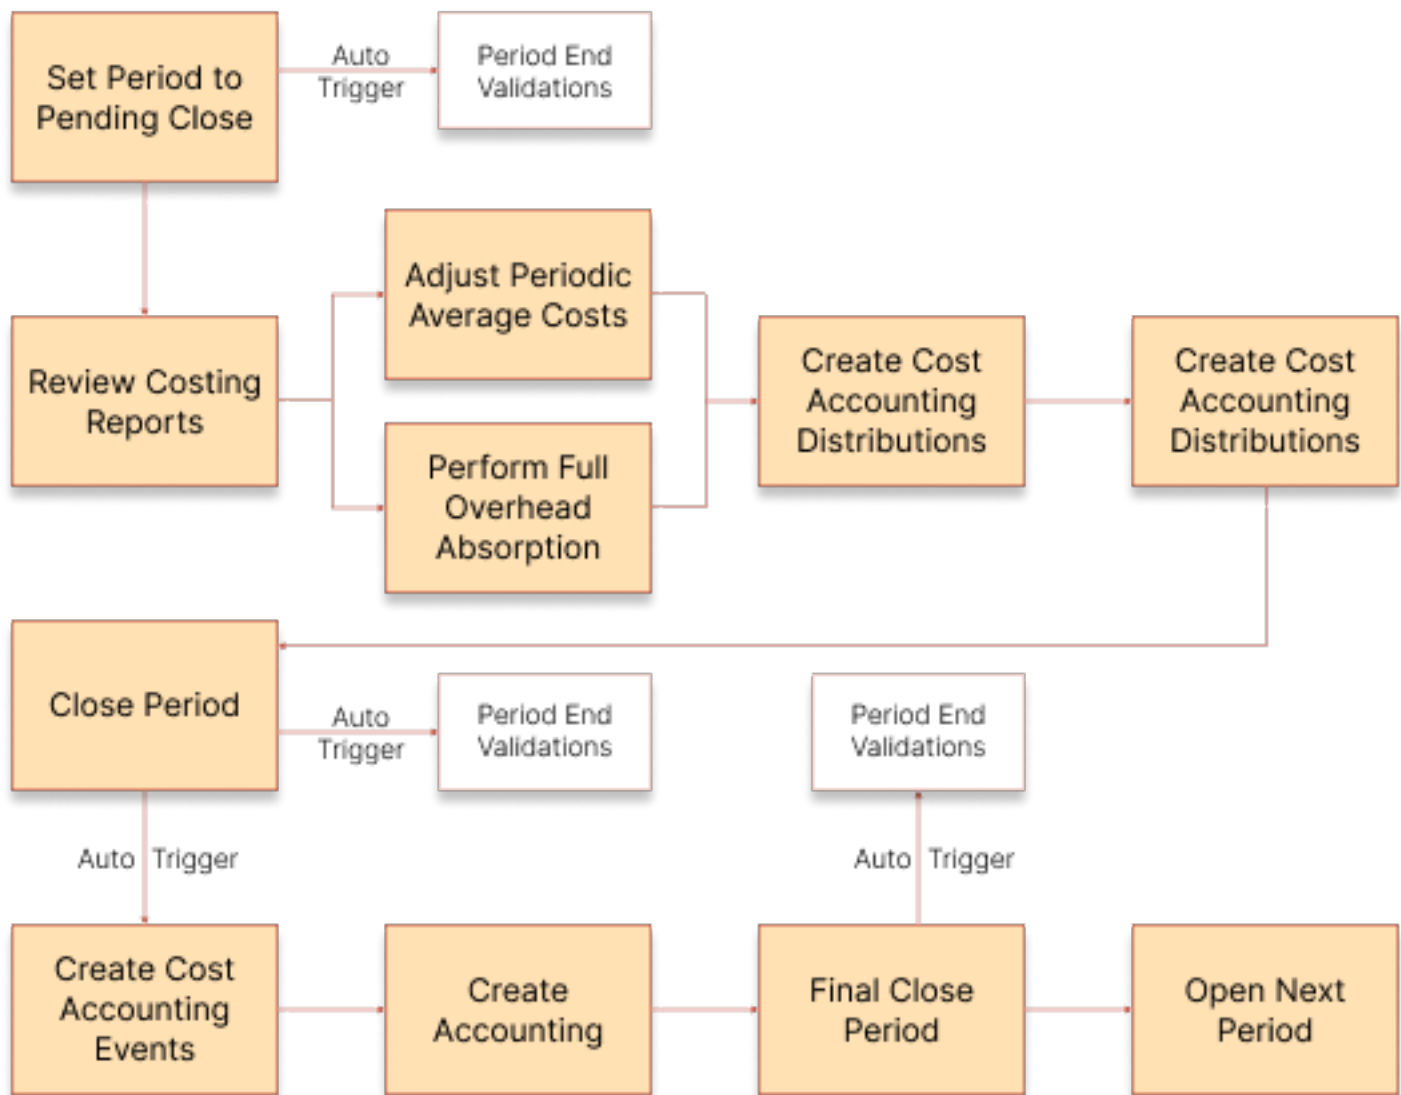 Set Period to
Pending Close
Auto
Trigger
Period End
Validations
Adjust Periodic
Average Costs
Review Costing
Reports
Perform Full
Overhead
Absorption
Create Cost
Accounting
Distributions
Create Cost
Accounting
Distributions
Close Period
Auto
Trigger
Period End
Validations
Period End
Validations
Auto Trigger
Auto Trigger
Create Cost
Accounting
Events
Create
Accounting
Final Close
Period
Open Next
Period